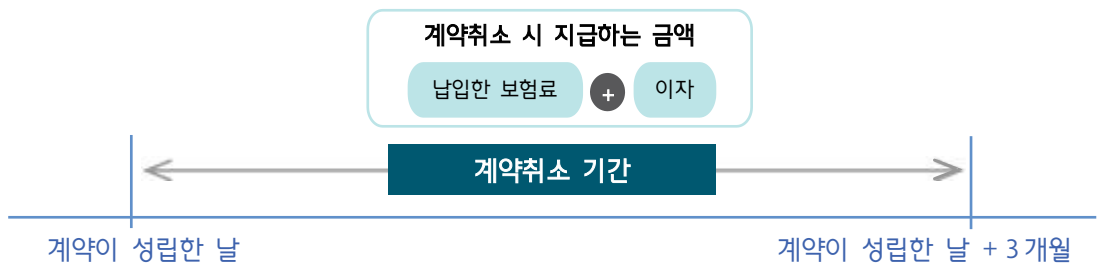 계약취소 시 지급하는 금액
납입한 보험료 + 이자
계약취소 기간
계약이 성립한 날
계약이 성립한 날 + 3개월